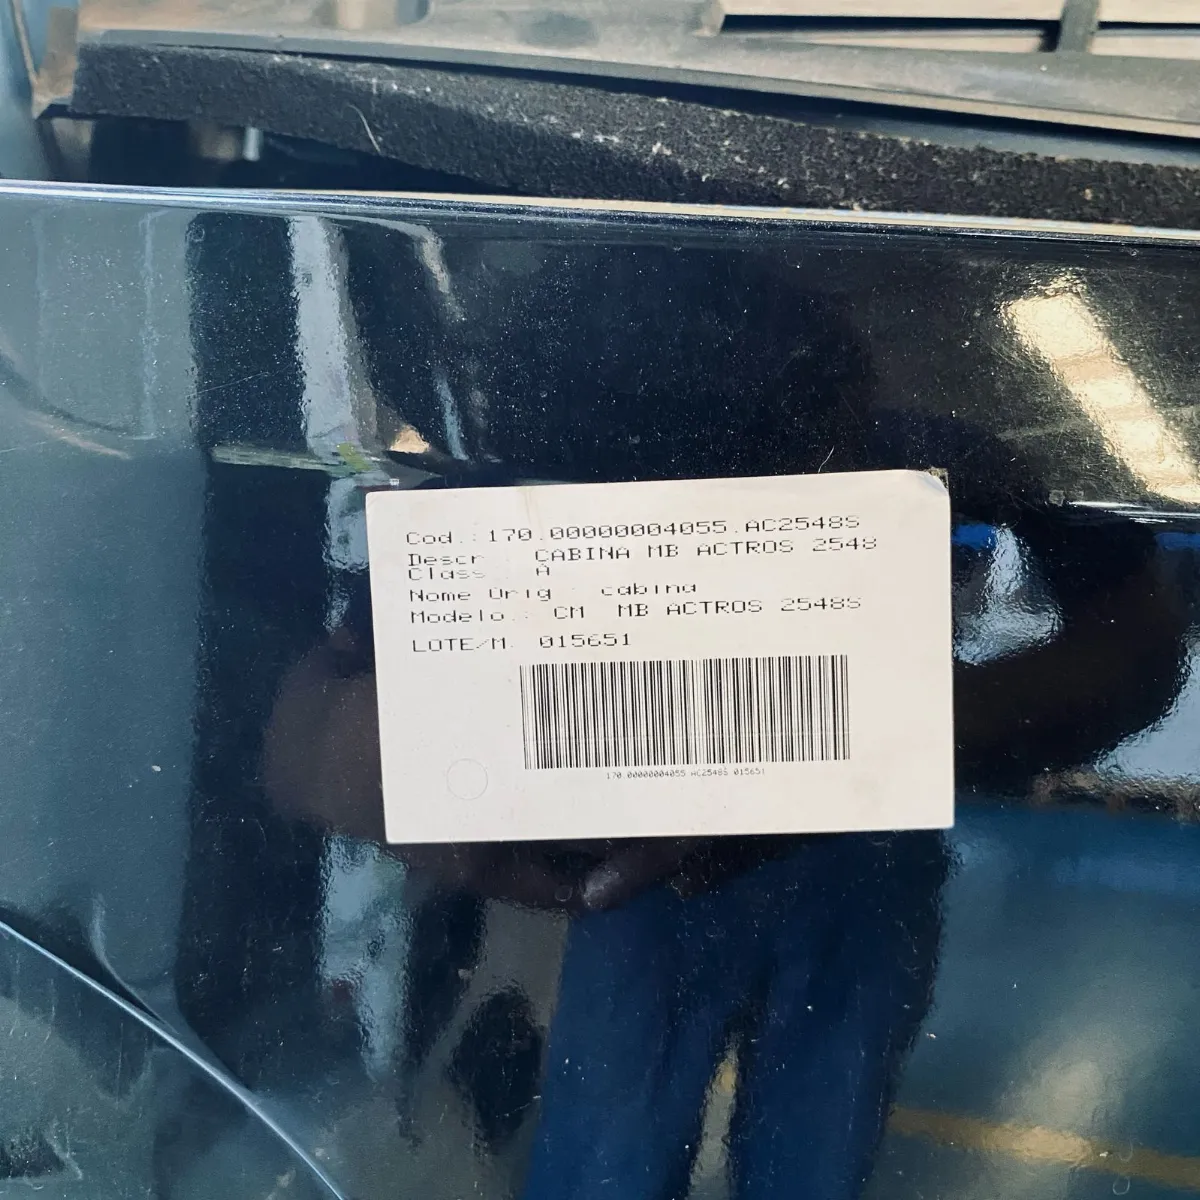 Cod.:170.00000004055.AC2548S
Descr : CABINA MB ACTROS 2548
Class : A
Nome Orig : cabina
Modelo.: CM MB ACTROS 2548S
LOTE/M. 015651
170.00000004055.AC2548S 015651